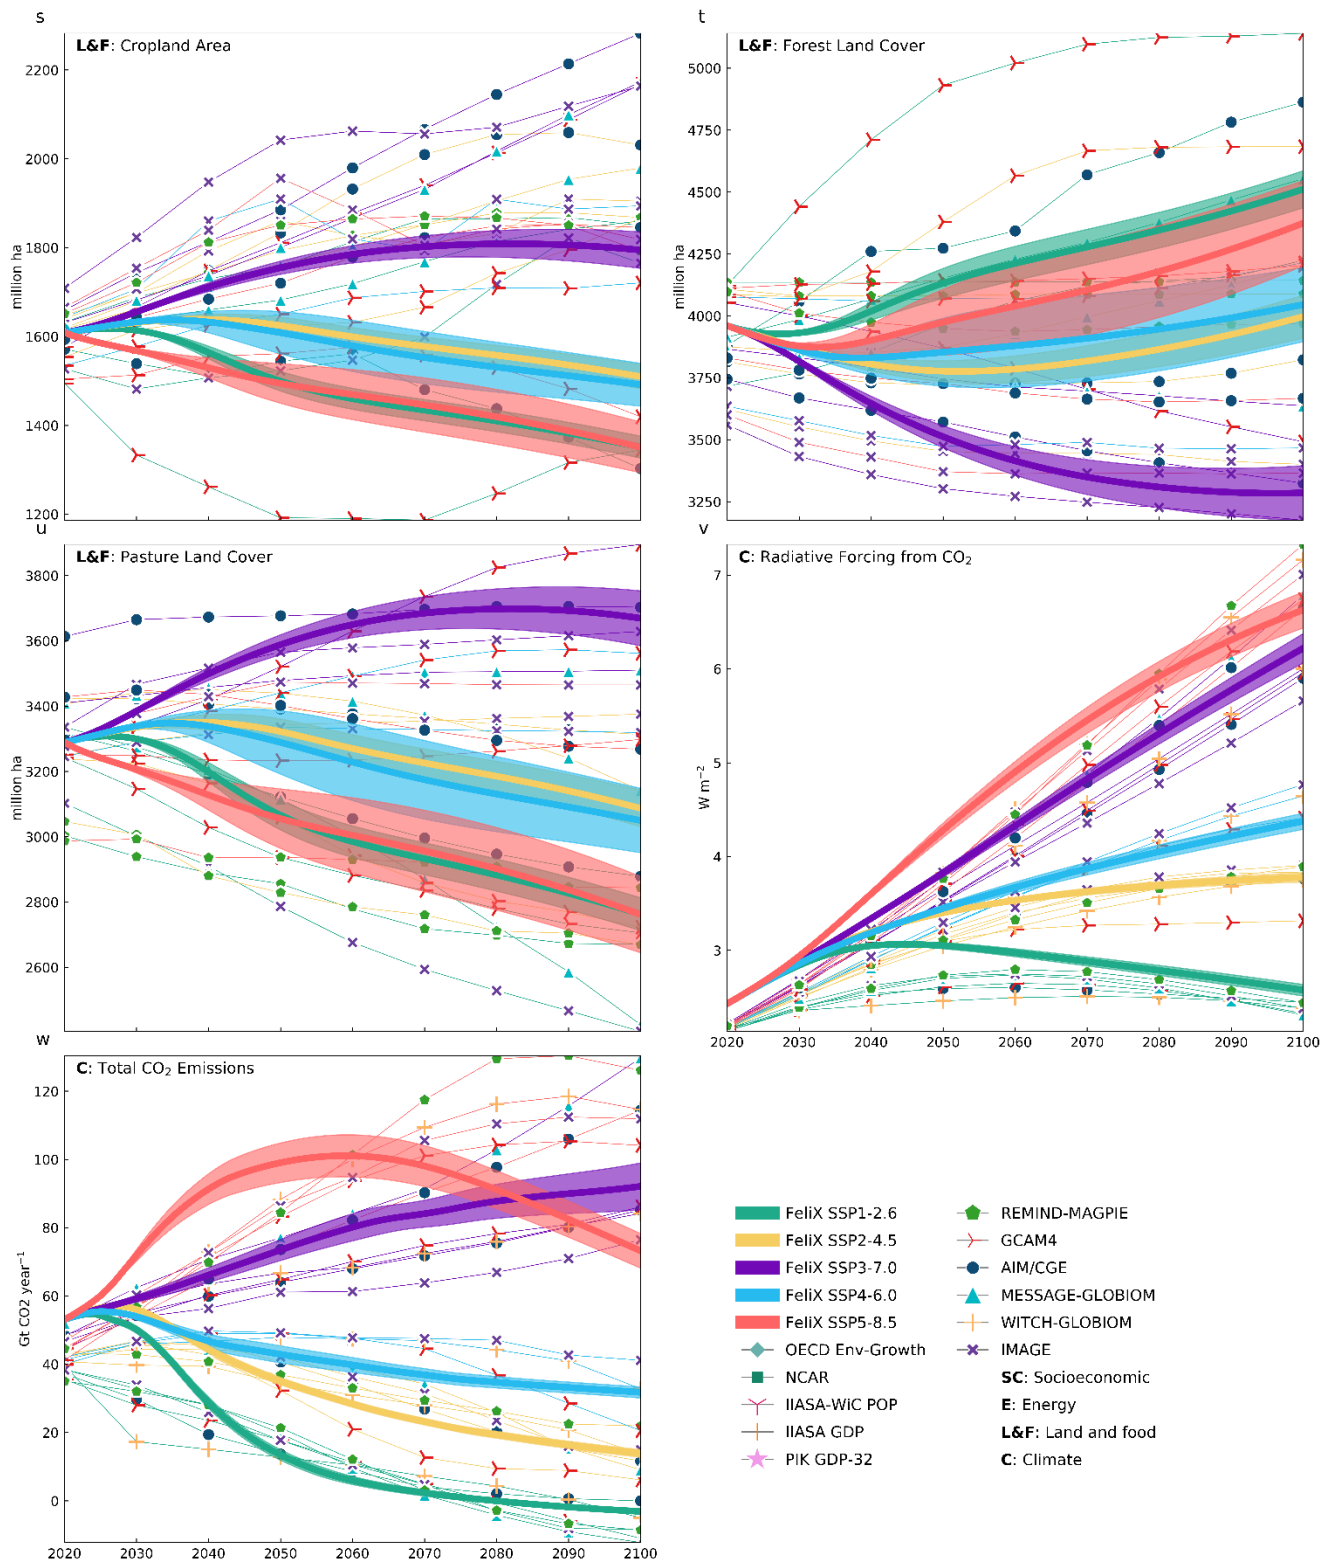 s
L&F: Cropland Area
million ha
2200
2000
1800
1600
1400
1200
t
L&F: Forest Land Cover
million ha
5000
4750
4500
4250
4000
3750
3500
3250
u
L&F: Pasture Land Cover
million ha
3800
3600
3400
3200
3000
2800
2600
v
C: Radiative Forcing from CO₂
W m⁻²
7
6
5
4
3
2020 2030 2040 2050 2060 2070 2080 2090 2100
w
C: Total CO₂ Emissions
Gt CO2 year⁻¹
120
100
80
60
40
20
0
2020 2030 2040 2050 2060 2070 2080 2090 2100
FeliX SSP1-2.6
FeliX SSP2-4.5
FeliX SSP3-7.0
FeliX SSP4-6.0
FeliX SSP5-8.5
OECD Env-Growth
NCAR
IIASA-WiC POP
IIASA GDP
PIK GDP-32
REMIND-MAGPIE
GCAM4
AIM/CGE
MESSAGE-GLOBIOM
WITCH-GLOBIOM
IMAGE
SC: Socioeconomic
E: Energy
L&F: Land and food
C: Climate